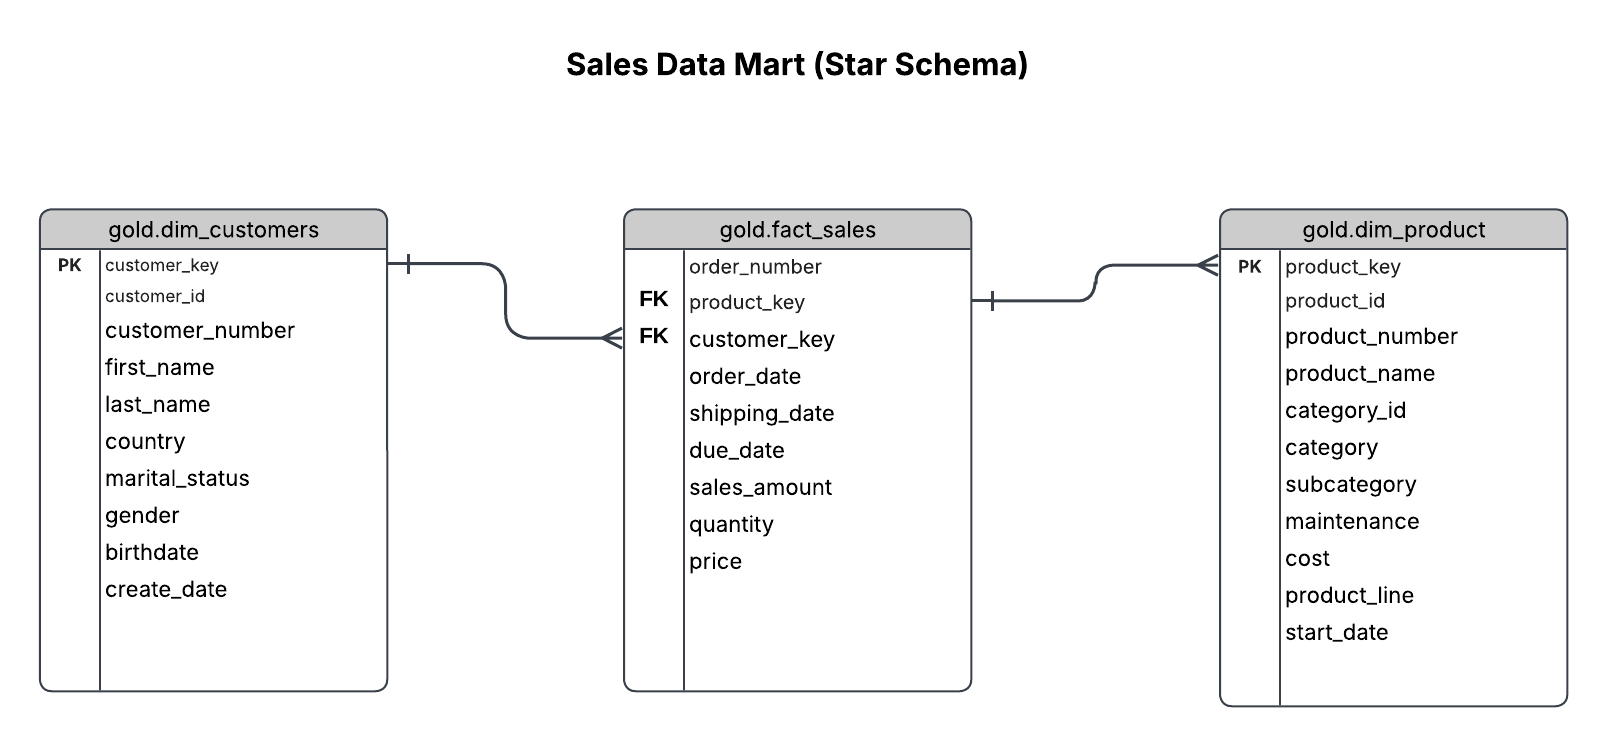 Sales Data Mart (Star Schema)
gold.dim_customers
PK customer_key
customer_id
customer_number
first_name
last_name
country
marital_status
gender
birthdate
create_date
gold.fact_sales
order_number
FK product_key
FK customer_key
order_date
shipping_date
due_date
sales_amount
quantity
price
gold.dim_product
PK product_key
product_id
product_number
product_name
category_id
category
subcategory
maintenance
cost
product_line
start_date